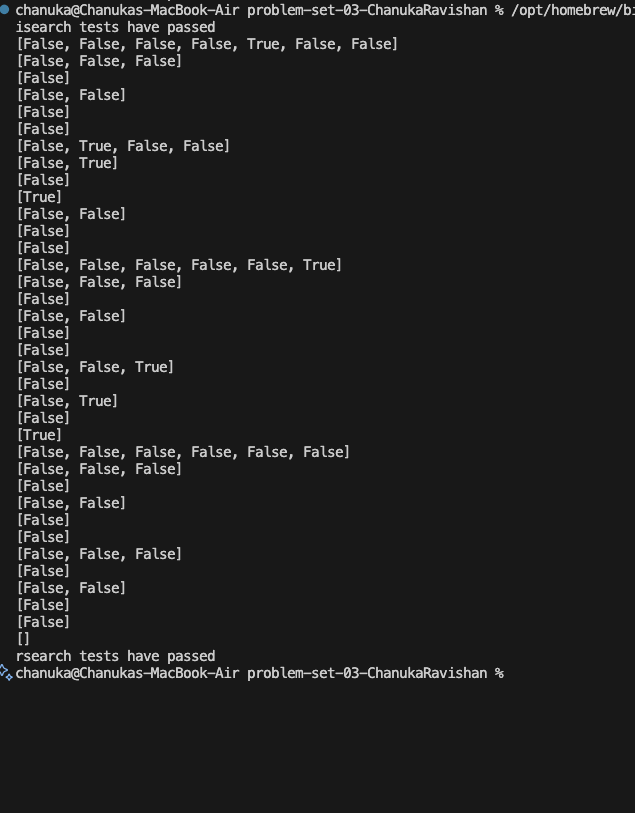 chanuka@Chanukas-MacBook-Air problem-set-03-ChanukaRavishan % /opt/homebrew/bi
isearch tests have passed
[False, False, False, False, True, False, False]
[False, False, False]
[False]
[False, False]
[False]
[False]
[False, True, False, False]
[False, True]
[False]
[True]
[False, False]
[False]
[False]
[False, False, False, False, False, True]
[False, False, False]
[False]
[False, False]
[False]
[False]
[False, False, True]
[False]
[False, True]
[False]
[True]
[False, False, False, False, False, False]
[False, False, False]
[False]
[False, False]
[False]
[False]
[False, False, False]
[False]
[False, False]
[False]
[False]
[]
rsearch tests have passed
chanuka@Chanukas-MacBook-Air problem-set-03-ChanukaRavishan %